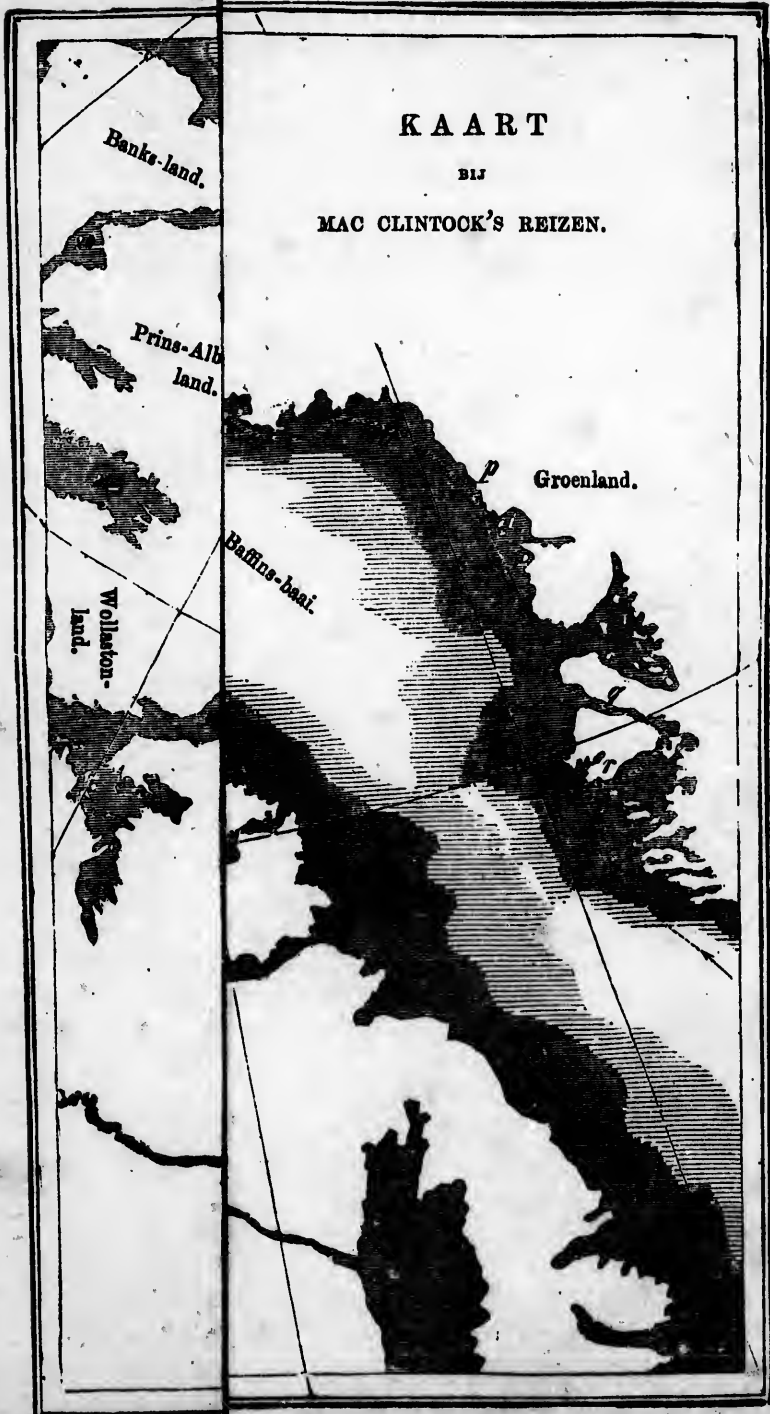 KAART
BIJ
MAC CLINTOCK'S REIZEN.
Banks-land.
Prins-Alb
land.
Groenland.
p
Baffins-baai.
Wollaston-
land.
q
r